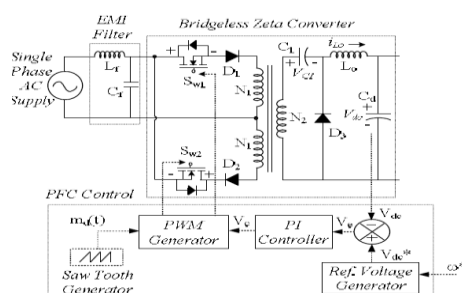 EMI
Filter
Bridgeless Zeta Converter
Single
Phase
AC
Supply
Lf
Cf
Sw1
D1
N1
N1
N2
C1
VC1
iLo
Lo
D3
Cd
Vdc
Sw2
D2
PFC Control
md(t)
Saw Tooth
Generator
PWM
Generator
Vc
PI
Controller
Ve
Vdc
Vdc*
Ref. Voltage
Generator
ω*